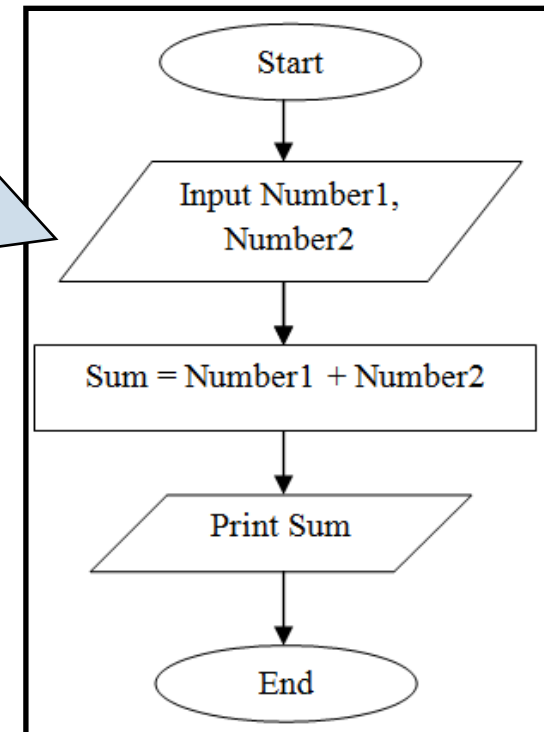 Start
Input Number1,
Number2
Sum = Number1 + Number2
Print Sum
End